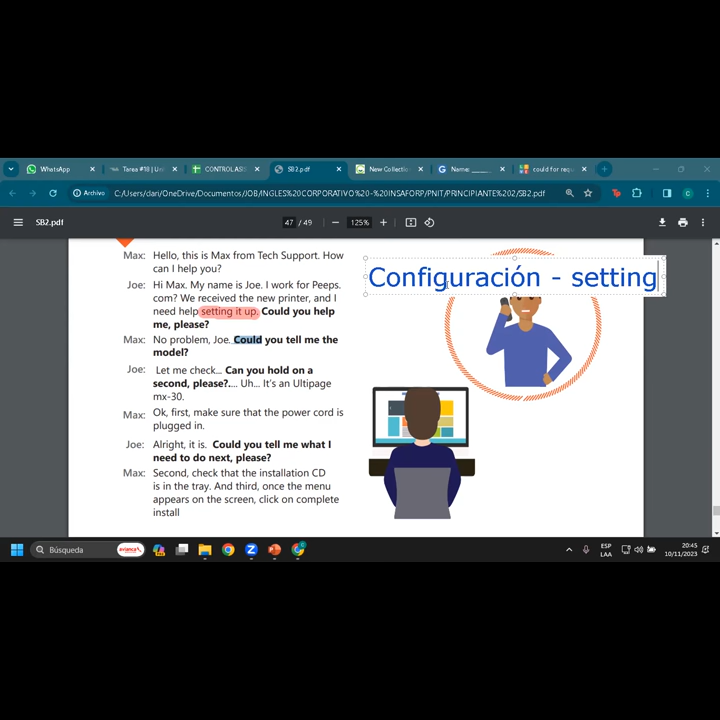 WhatsApp
Tarea #18 | Uni
CONTROL ASIS
SB2.pdf
New Collectio
Name: ______
could for requ
Archivo
C:/Users/dari/OneDrive/Documentos/JOB/INGLES%20CORPORATIVO%20-%20INSAFORP/PNIT/PRINCIPIANTE%202/SB2.pdf
SB2.pdf
47 / 49
125%
Max: Hello, this is Max from Tech Support. How
can I help you?
Joe: Hi Max. My name is Joe. I work for Peeps.
com? We received the new printer, and I
need help setting it up. Could you help
me, please?
Max: No problem, Joe. Could you tell me the
model?
Joe: Let me check... Can you hold on a
second, please?.... Uh... It's an Ultipage
mx-30.
Max: Ok, first, make sure that the power cord is
plugged in.
Joe: Alright, it is. Could you tell me what I
need to do next, please?
Max: Second, check that the installation CD
is in the tray. And third, once the menu
appears on the screen, click on complete
install
Configuración - setting
Búsqueda
avianca
ESP
LAA
20:45
10/11/2023